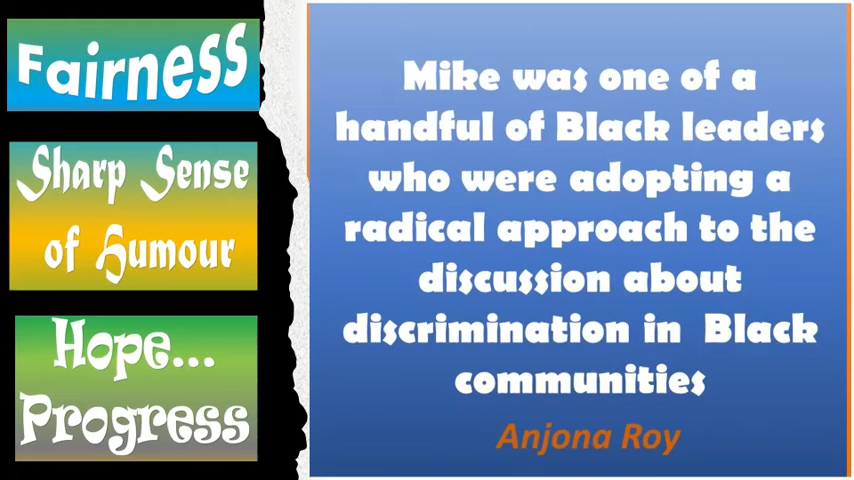 Fairness
Sharp Sense
of Humour
Hope...
Progress
Mike was one of a
handful of Black leaders
who were adopting a
radical approach to the
discussion about
discrimination in Black
communities
Anjona Roy